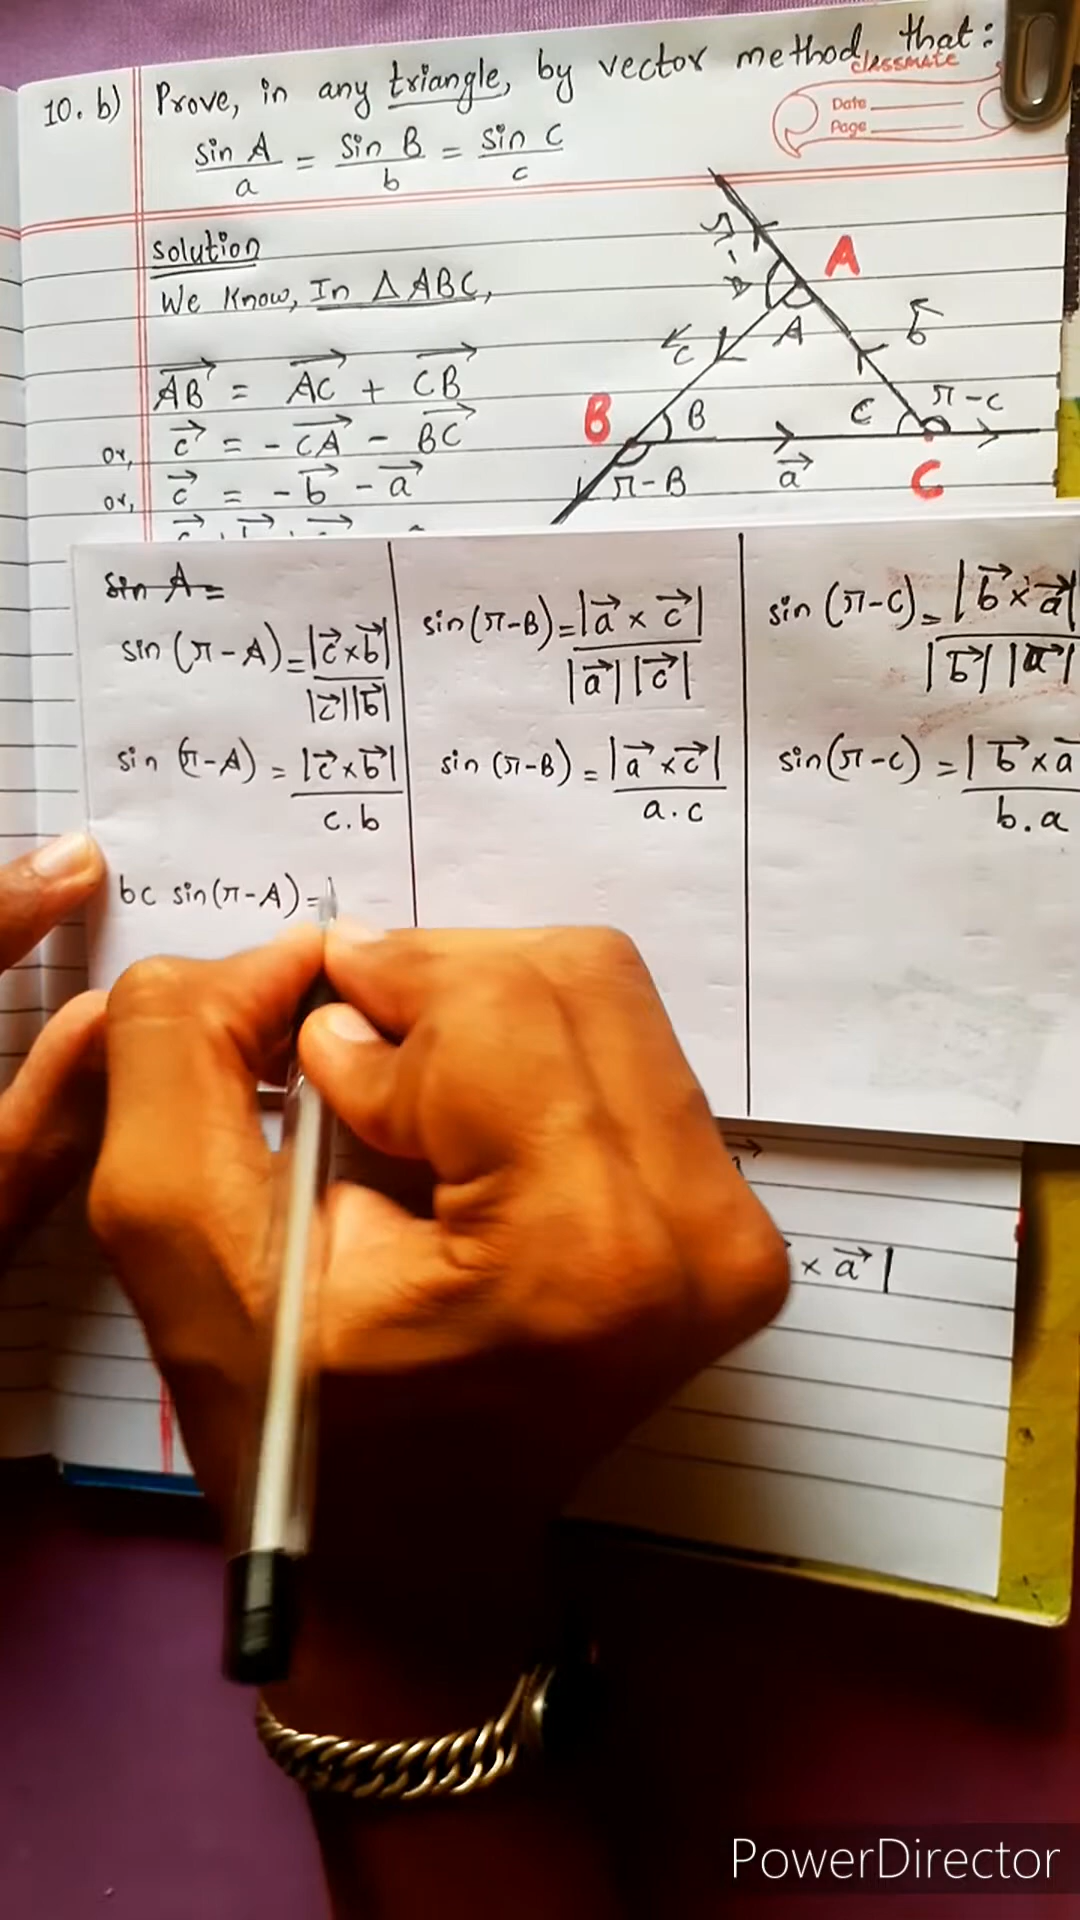 10. b) Prove, in any triangle, by vector method, that:
classmate
Date
Page
sin A/a = sin B/b = sin C/c
Solution
We Know, In △ABC,
A
A
π-A
b⃗
c⃗
B
B
C
π-C
π-B
a⃗
C
AB⃗ = AC⃗ + CB⃗
or, c⃗ = -CA⃗ - BC⃗
or, c⃗ = -b⃗ - a⃗
sin A =
sin (π-A) = |c⃗×b⃗|/|c⃗||b⃗|
sin (π-A) = |c⃗×b⃗|/c.b
bc sin(π-A) =
sin(π-B) = |a⃗ × c⃗|/|a⃗||c⃗|
sin (π-B) = |a⃗ × c⃗|/a.c
sin (π-C) = |b⃗×a⃗|/|b⃗||a⃗|
sin(π-C) = |b⃗×a⃗/b.a
× a⃗|
PowerDirector